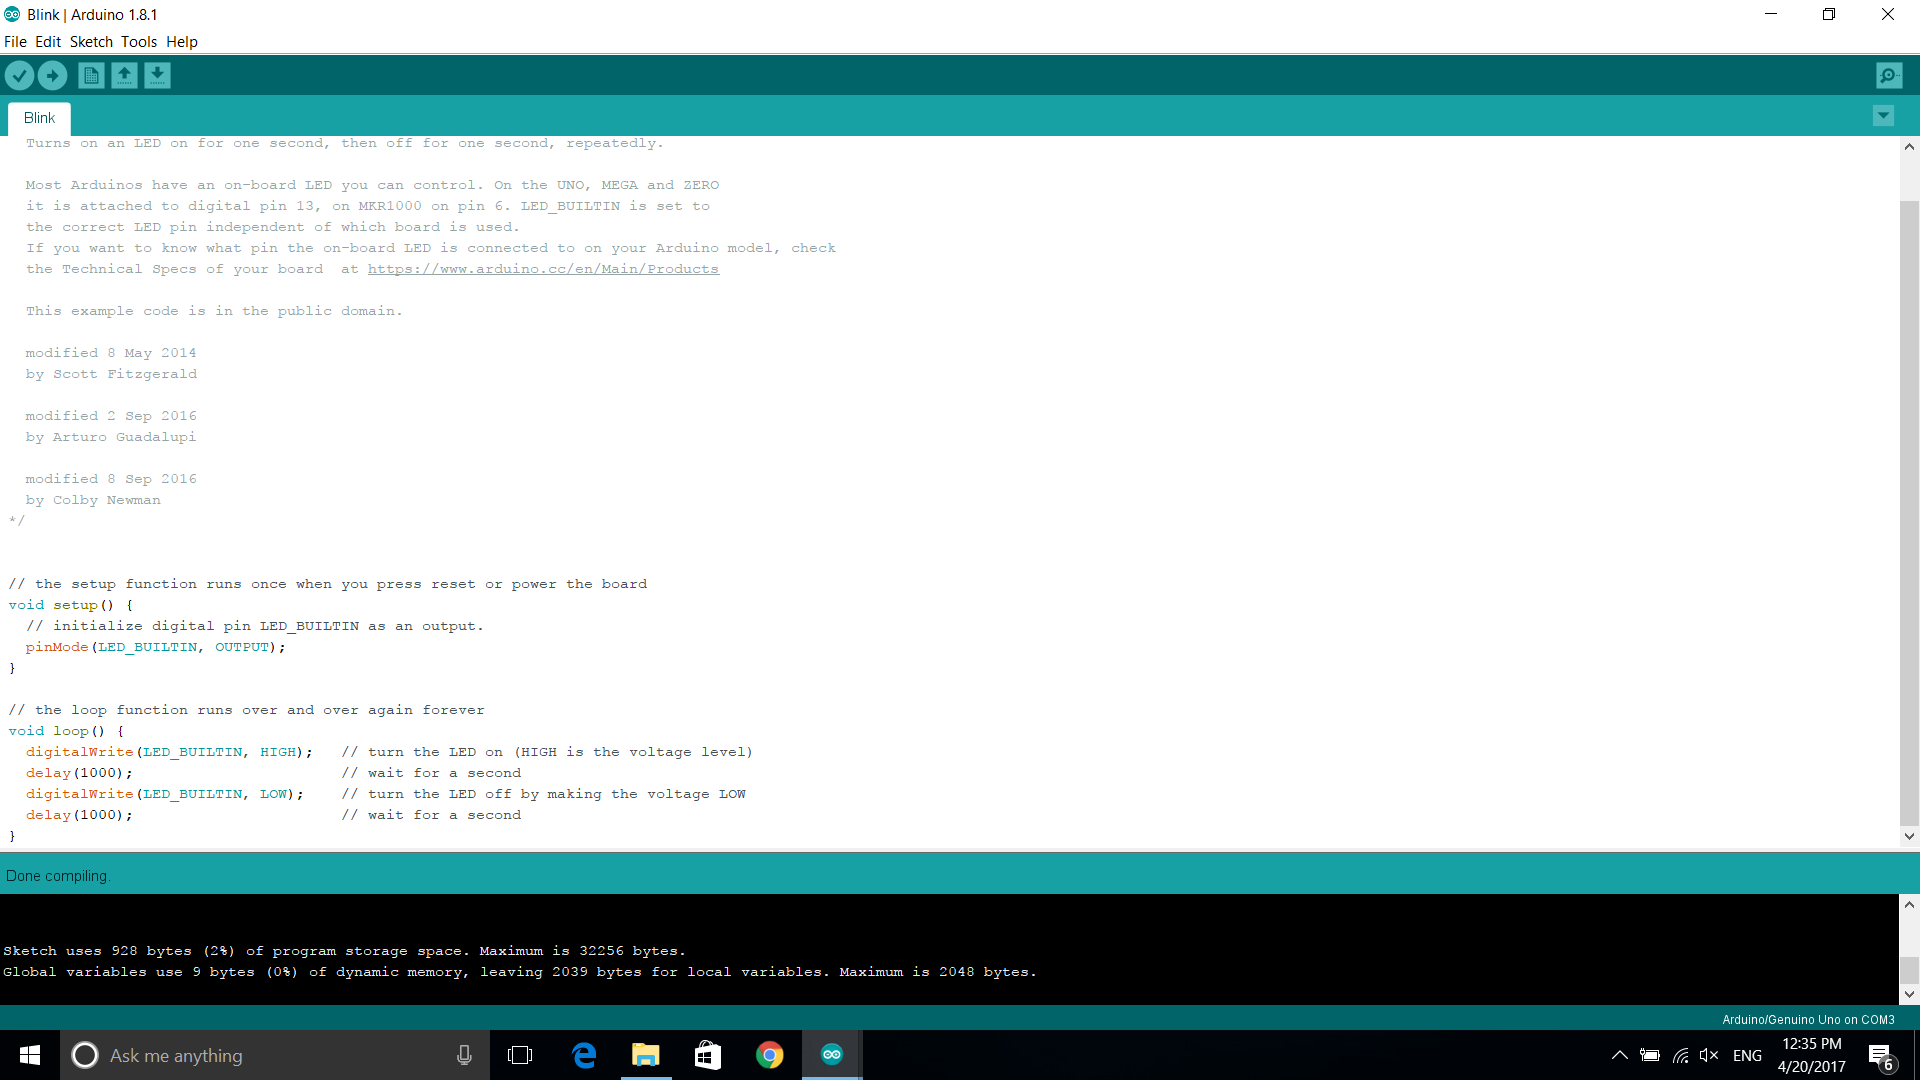 Blink | Arduino 1.8.1
File Edit Sketch Tools Help
Blink
Turns on an LED on for one second, then off for one second, repeatedly.
Most Arduinos have an on-board LED you can control. On the UNO, MEGA and ZERO
it is attached to digital pin 13, on MKR1000 on pin 6. LED_BUILTIN is set to
the correct LED pin independent of which board is used.
If you want to know what pin the on-board LED is connected to on your Arduino model, check
the Technical Specs of your board  at https://www.arduino.cc/en/Main/Products
This example code is in the public domain.
modified 8 May 2014
by Scott Fitzgerald
modified 2 Sep 2016
by Arturo Guadalupi
modified 8 Sep 2016
by Colby Newman
*/
// the setup function runs once when you press reset or power the board
void setup() {
  // initialize digital pin LED_BUILTIN as an output.
  pinMode(LED_BUILTIN, OUTPUT);
}
// the loop function runs over and over again forever
void loop() {
  digitalWrite(LED_BUILTIN, HIGH);   // turn the LED on (HIGH is the voltage level)
  delay(1000);                       // wait for a second
  digitalWrite(LED_BUILTIN, LOW);    // turn the LED off by making the voltage LOW
  delay(1000);                       // wait for a second
}
Done compiling.
Sketch uses 928 bytes (2%) of program storage space. Maximum is 32256 bytes.
Global variables use 9 bytes (0%) of dynamic memory, leaving 2039 bytes for local variables. Maximum is 2048 bytes.
Arduino/Genuino Uno on COM3
Ask me anything
ENG
12:35 PM
4/20/2017
6